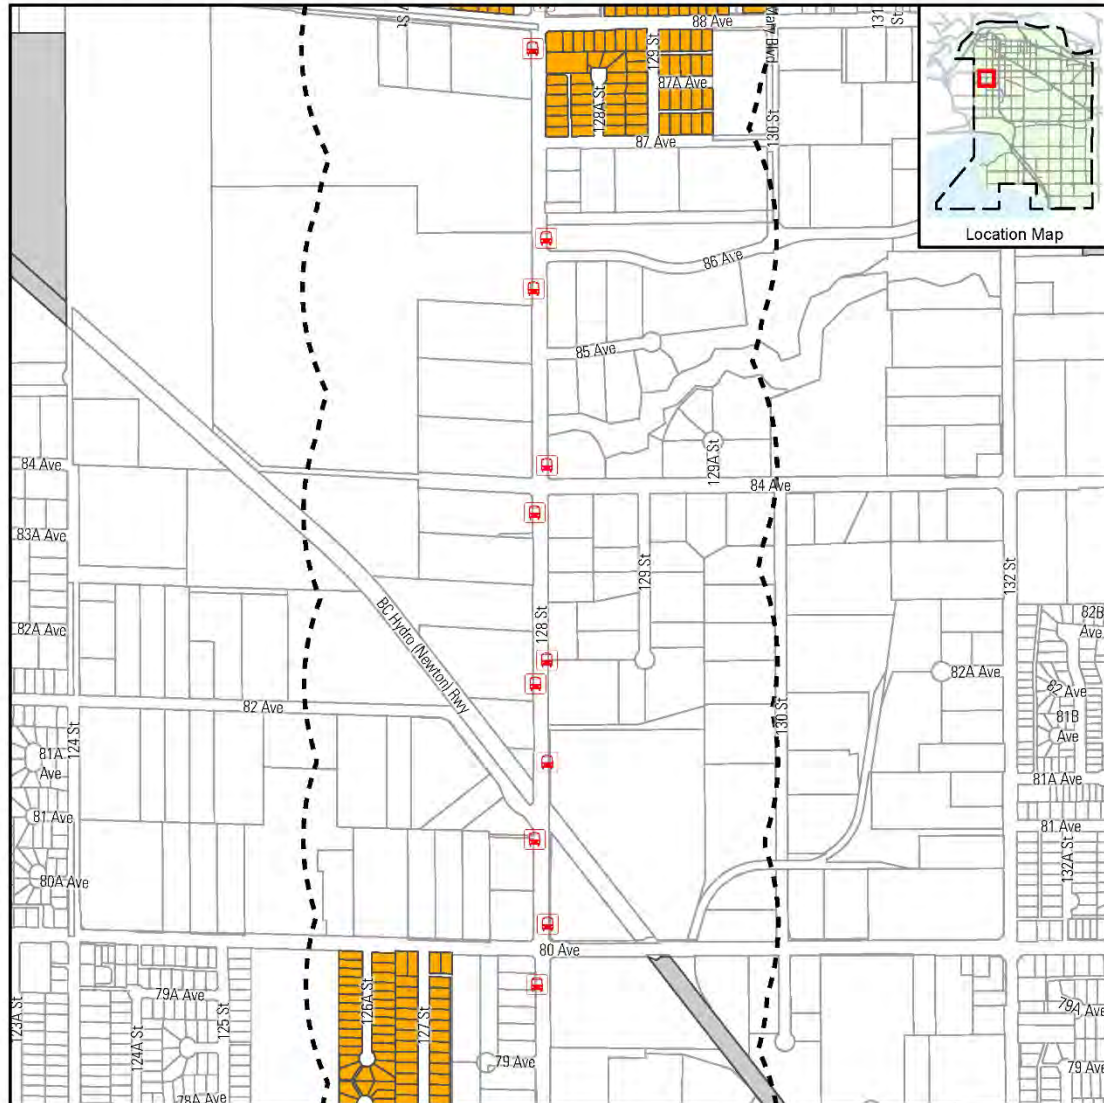 88 Ave
131
St
St
Mary Blvd
129 St
87A Ave
128A St
130 St
87 Ave
Location Map
86 Ave
85 Ave
129A St
84 Ave
84 Ave
83A Ave
129 St
132 St
128 St
BC Hydro (Newton) Rwy
82A Ave
82B
Ave
82A Ave
82 Ave
81B
Ave
82 Ave
124 St
130 St
81A
Ave
81A Ave
81 Ave
81 Ave
132A St
80A Ave
80 Ave
79A Ave
126A St
127 St
125 St
123A St
124A St
79A Ave
79 Ave
79 Ave
78A Ave